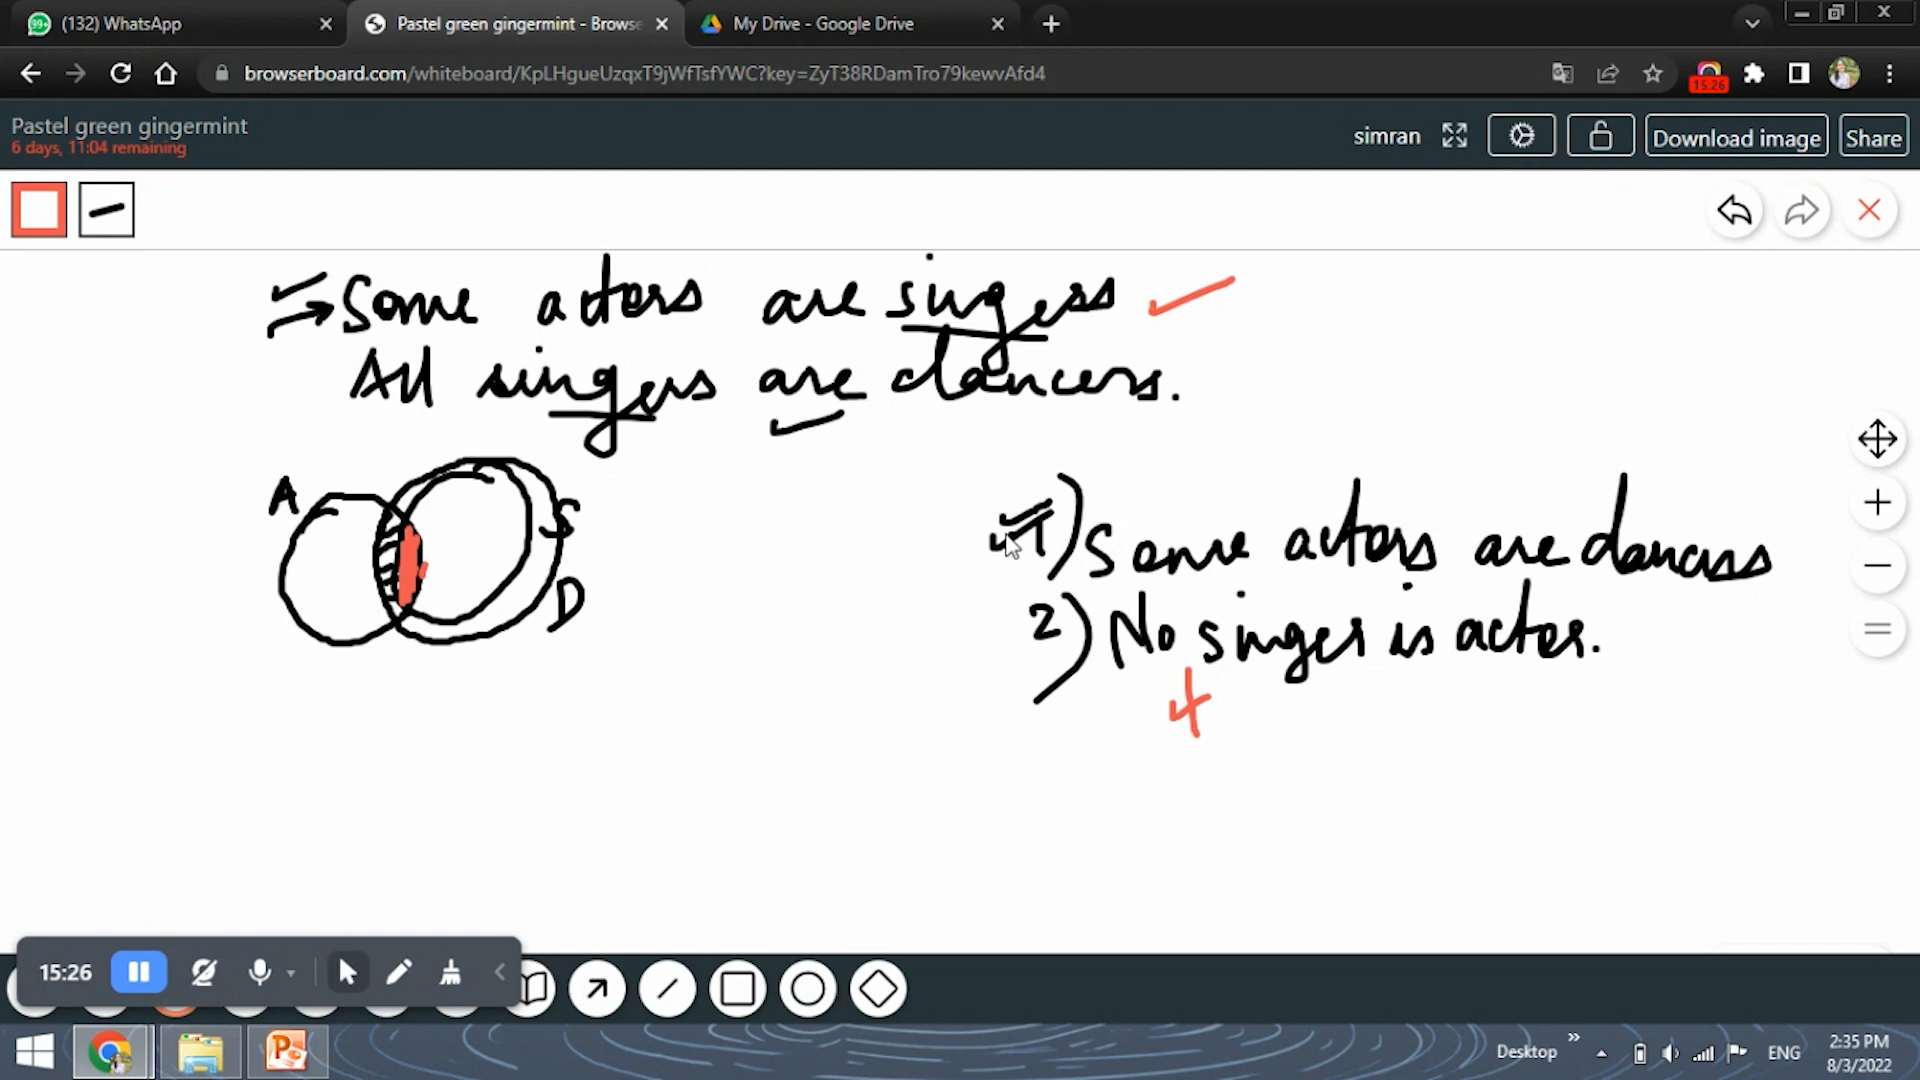 (132) WhatsApp
Pastel green gingermint - Browse
My Drive - Google Drive
browserboard.com/whiteboard/KpLHgueUzqxT9jWfTsfYWC?key=ZyT38RDamTro79kewvAfd4
15:26
Pastel green gingermint
6 days, 11:04 remaining
simran
Download image
Share
Some actors are singers
All singers are dancers.
A
S
D
1) Some actors are dancers
2) No singer is actor.
15:26
Desktop
ENG
2:35 PM
8/3/2022